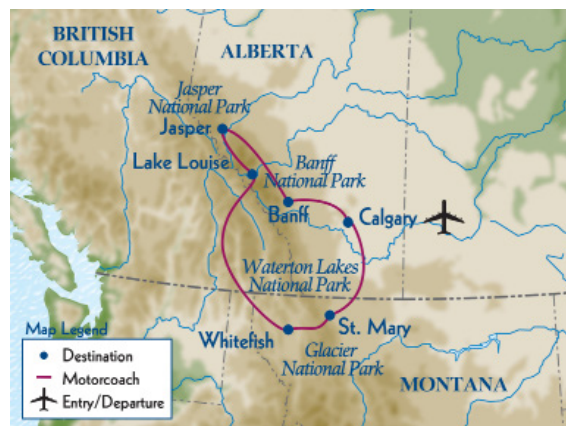 BRITISH
COLUMBIA
ALBERTA
Jasper
National Park
Jasper
Lake Louise
Banff
National Park
Banff
Calgary
Waterton Lakes
National Park
Whitefish
St. Mary
Glacier
National Park
MONTANA
Map Legend
Destination
Motorcoach
Entry/Departure